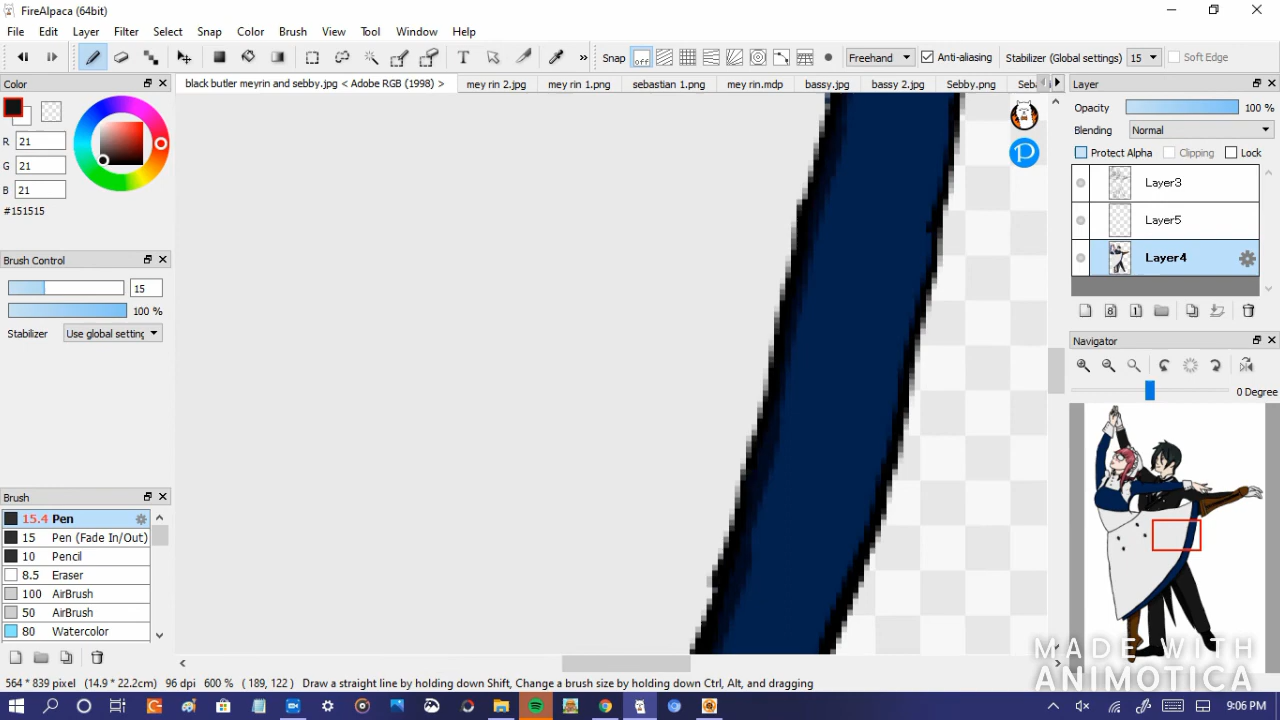 FireAlpaca (64bit)
File Edit Layer Filter Select Snap Color Brush View Tool Window Help
Snap off Freehand Anti-aliasing Stabilizer (Global settings) 15 Soft Edge
Color black butler meyrin and sebby.jpg < Adobe RGB (1998) > mey rin 2.jpg mey rin 1.png sebastian 1.png mey rin.mdp bassy.jpg bassy 2.jpg Sebby.png Layer
R 21
G 21
B 21
#151515
Opacity 100 %
Blending Normal
Protect Alpha Clipping Lock
Layer3
Layer5
Layer4
Brush Control
15
100 %
Stabilizer Use global setting
8 1
Navigator
0 Degree
Brush
15.4 Pen
15 Pen (Fade In/Out)
10 Pencil
8.5 Eraser
100 AirBrush
50 AirBrush
80 Watercolor
564 * 839 pixel (14.9 * 22.2cm) 96 dpi 600 % ( 189, 122 ) Draw a straight line by holding down Shift, Change a brush size by holding down Ctrl, Alt, and dragging
MADE WITH
ANIMOTICA
9:06 PM